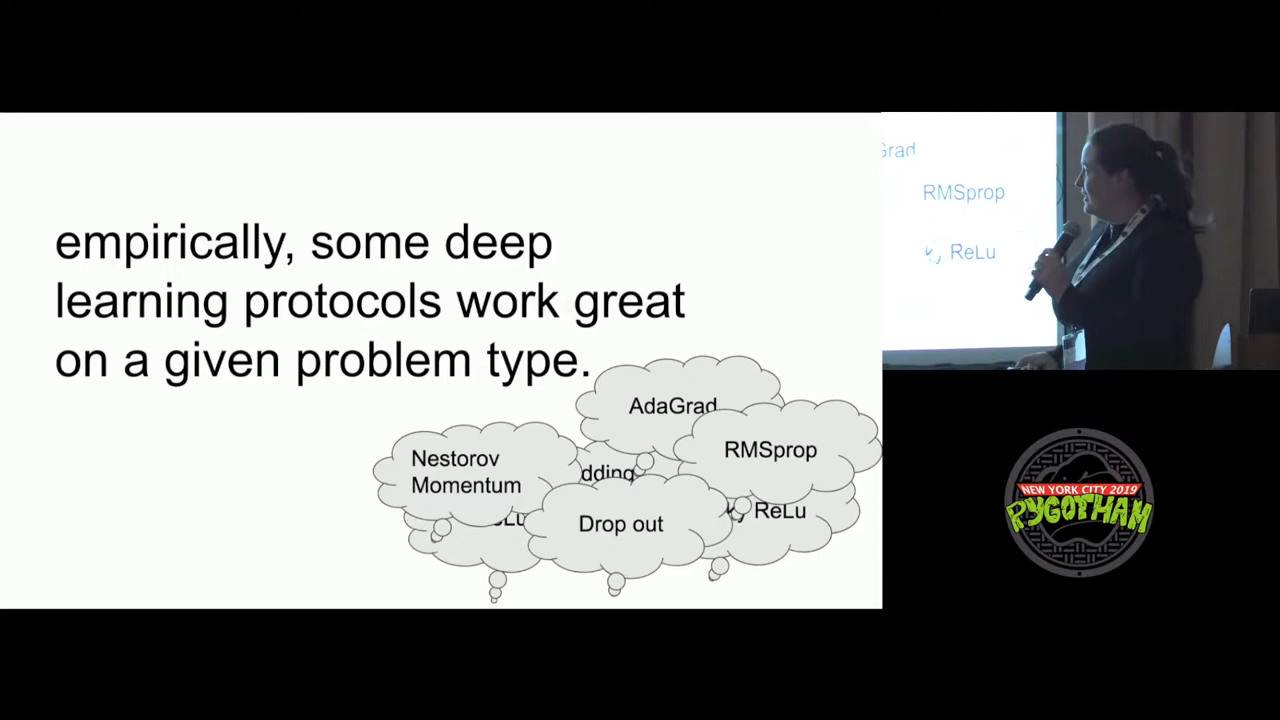 empirically, some deep
learning protocols work great
on a given problem type.
AdaGrad
RMSprop
Nestorov
Momentum
dding
Drop out
ReLu
Grad
RMSprop
ReLu
NEW YORK CITY 2019
PYGOTHAM